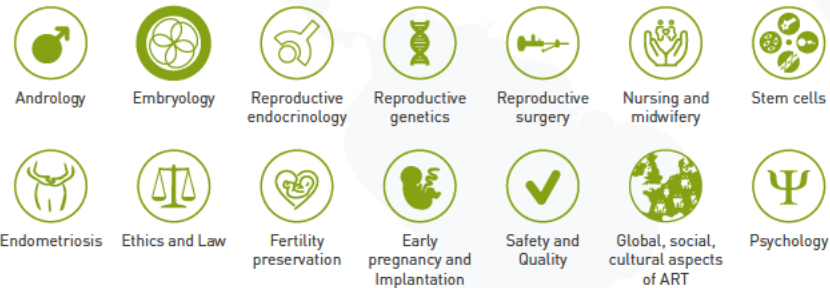 Andrology
Embryology
Reproductive
endocrinology
Reproductive
genetics
Reproductive
surgery
Nursing and
midwifery
Stem cells
Endometriosis
Ethics and Law
Fertility
preservation
Early
pregnancy and
Implantation
Safety and
Quality
Global, social,
cultural aspects
of ART
Psychology